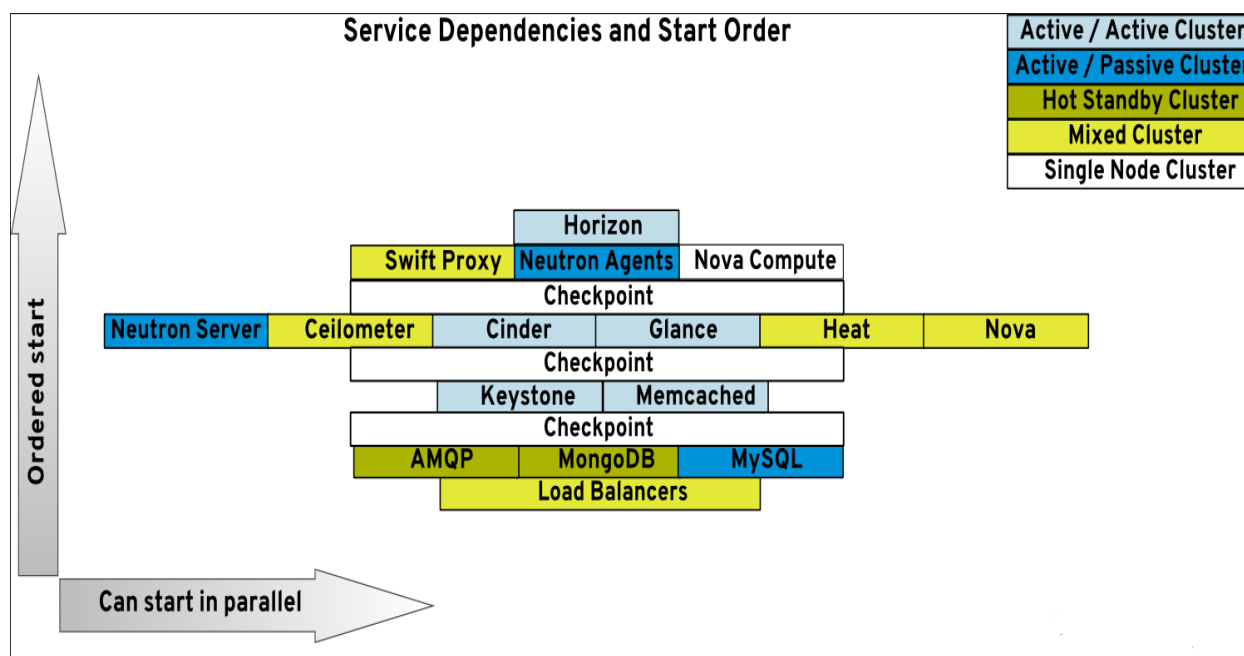 Service Dependencies and Start Order
Active / Active Cluster
Active / Passive Cluster
Hot Standby Cluster
Mixed Cluster
Single Node Cluster
Horizon
Swift Proxy Neutron Agents Nova Compute
Checkpoint
Neutron Server Ceilometer Cinder Glance Heat Nova
Checkpoint
Keystone Memcached
Checkpoint
AMQP MongoDB MySQL
Load Balancers
Ordered start
Can start in parallel